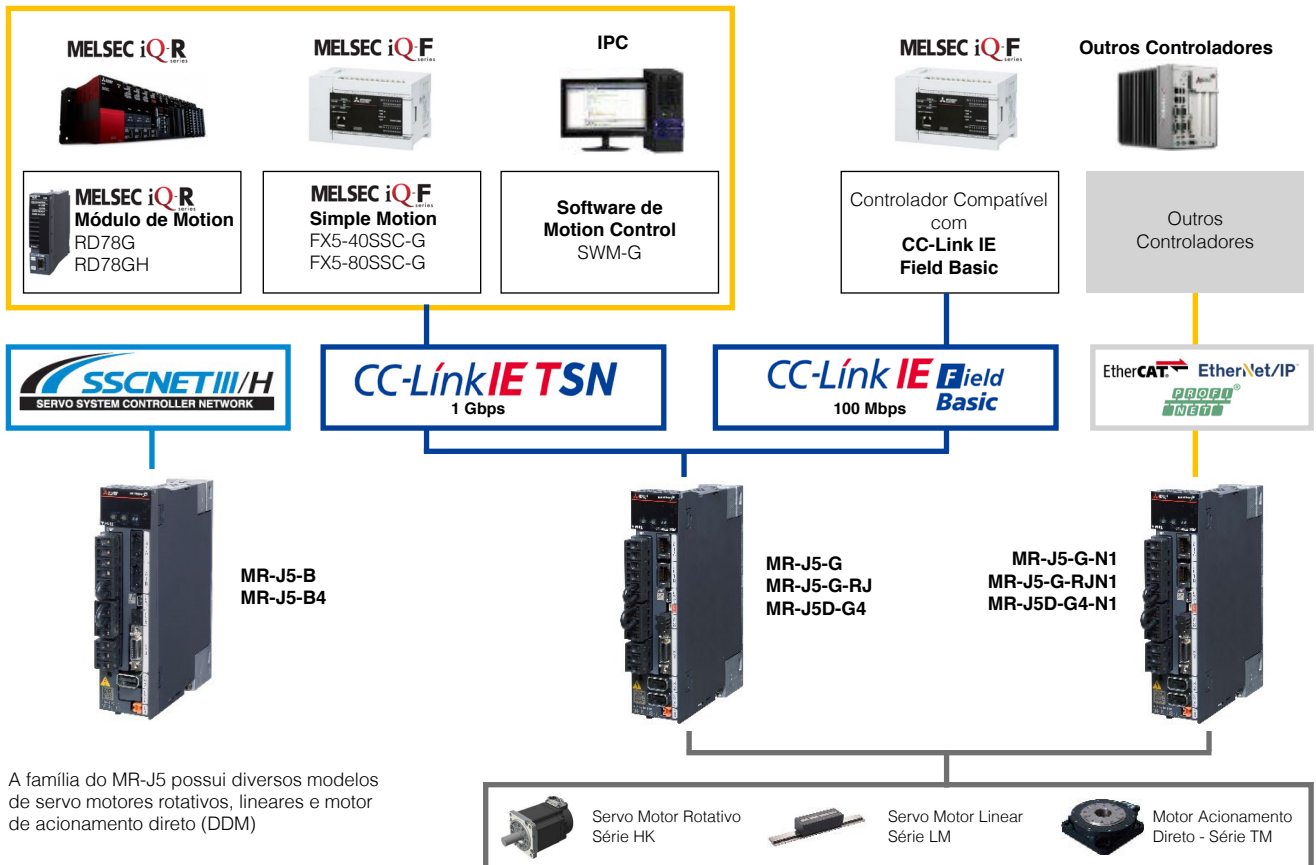 MELSEC iQ-R
series
MELSEC iQ-F
series
IPC
MELSEC iQ-F
series
Outros Controladores
MELSEC iQ-R
series
Módulo de Motion
RD78G
RD78GH
MELSEC iQ-F
series
Simple Motion
FX5-40SSC-G
FX5-80SSC-G
Software de
Motion Control
SWM-G
Controlador Compatível
com
CC-Link IE
Field Basic
Outros
Controladores
SSCNETIII/H
SERVO SYSTEM CONTROLLER NETWORK
CC-Link IE TSN
1 Gbps
CC-Link IE Field
Basic
100 Mbps
EtherCAT
EtherNet/IP™
PROFI
NET®
MR-J5-B
MR-J5-B4
MR-J5-G
MR-J5-G-RJ
MR-J5D-G4
MR-J5-G-N1
MR-J5-G-RJN1
MR-J5D-G4-N1
A família do MR-J5 possui diversos modelos
de servo motores rotativos, lineares e motor
de acionamento direto (DDM)
Servo Motor Rotativo
Série HK
Servo Motor Linear
Série LM
Motor Acionamento
Direto - Série TM